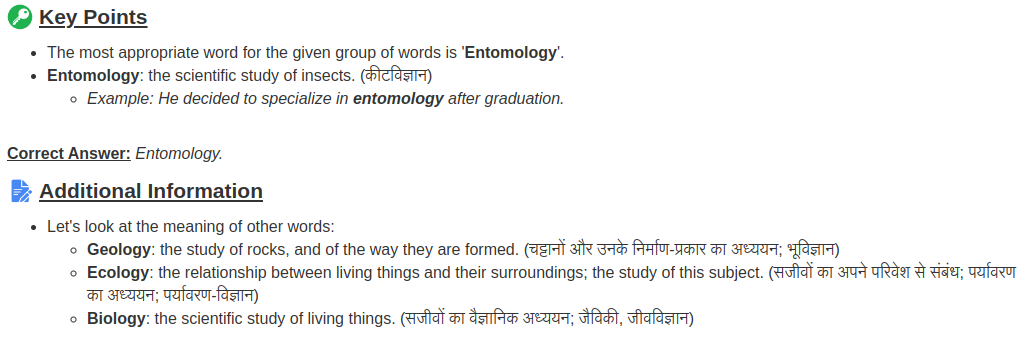 Key Points
The most appropriate word for the given group of words is 'Entomology'.
Entomology: the scientific study of insects. (कीटविज्ञान)
Example: He decided to specialize in entomology after graduation.
Correct Answer: Entomology.
Additional Information
Let's look at the meaning of other words:
Geology: the study of rocks, and of the way they are formed. (चट्टानों और उनके निर्माण-प्रकार का अध्ययन; भूविज्ञान)
Ecology: the relationship between living things and their surroundings; the study of this subject. (सजीवों का अपने परिवेश से संबंध; पर्यावरण
का अध्ययन; पर्यावरण-विज्ञान)
Biology: the scientific study of living things. (सजीवों का वैज्ञानिक अध्ययन; जैविकी, जीवविज्ञान)